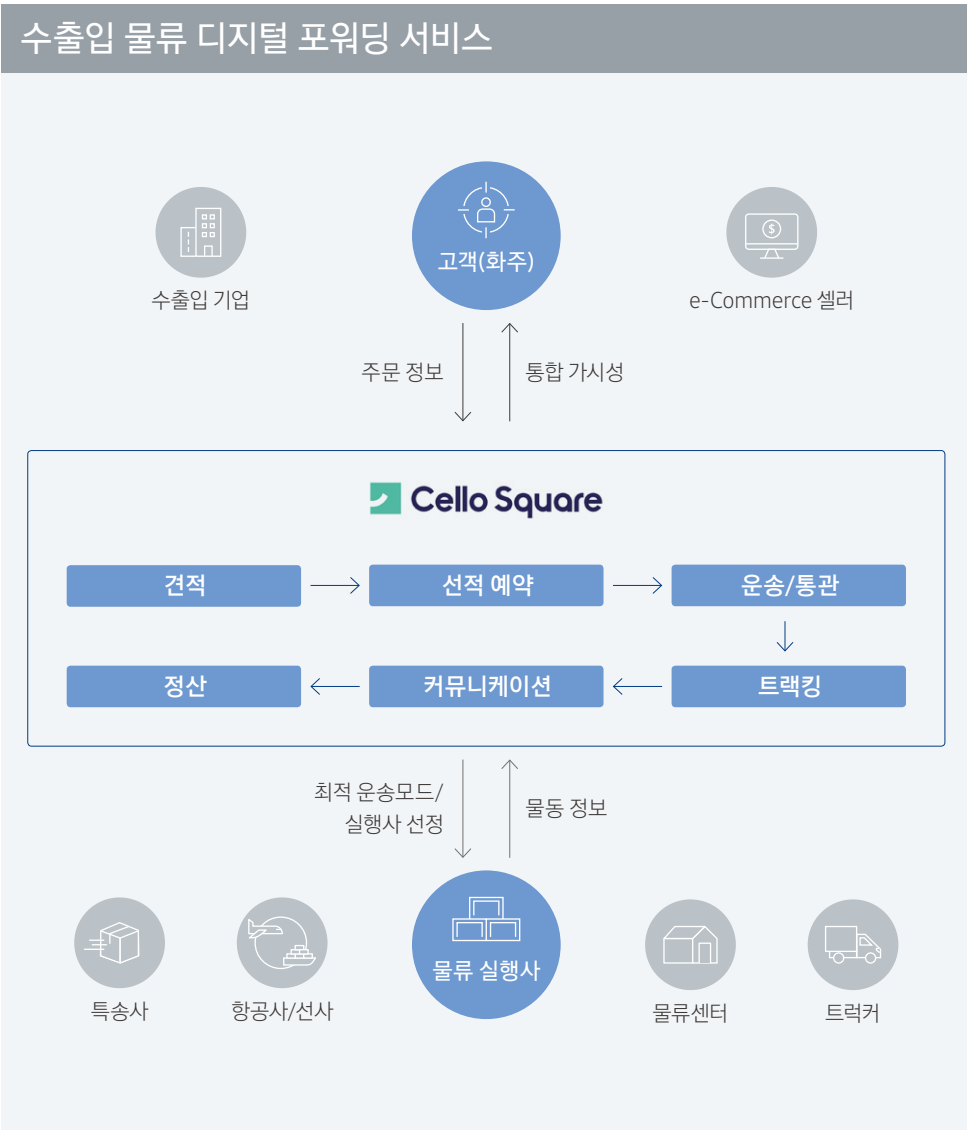 수출입 물류 디지털 포워딩 서비스
고객(화주)
수출입 기업
e-Commerce 셀러
주문 정보
통합 가시성
Cello Square
견적
선적 예약
운송/통관
정산
커뮤니케이션
트랙킹
최적 운송모드/
실행사 선정
물동 정보
물류 실행사
특송사
항공사/선사
물류센터
트럭커